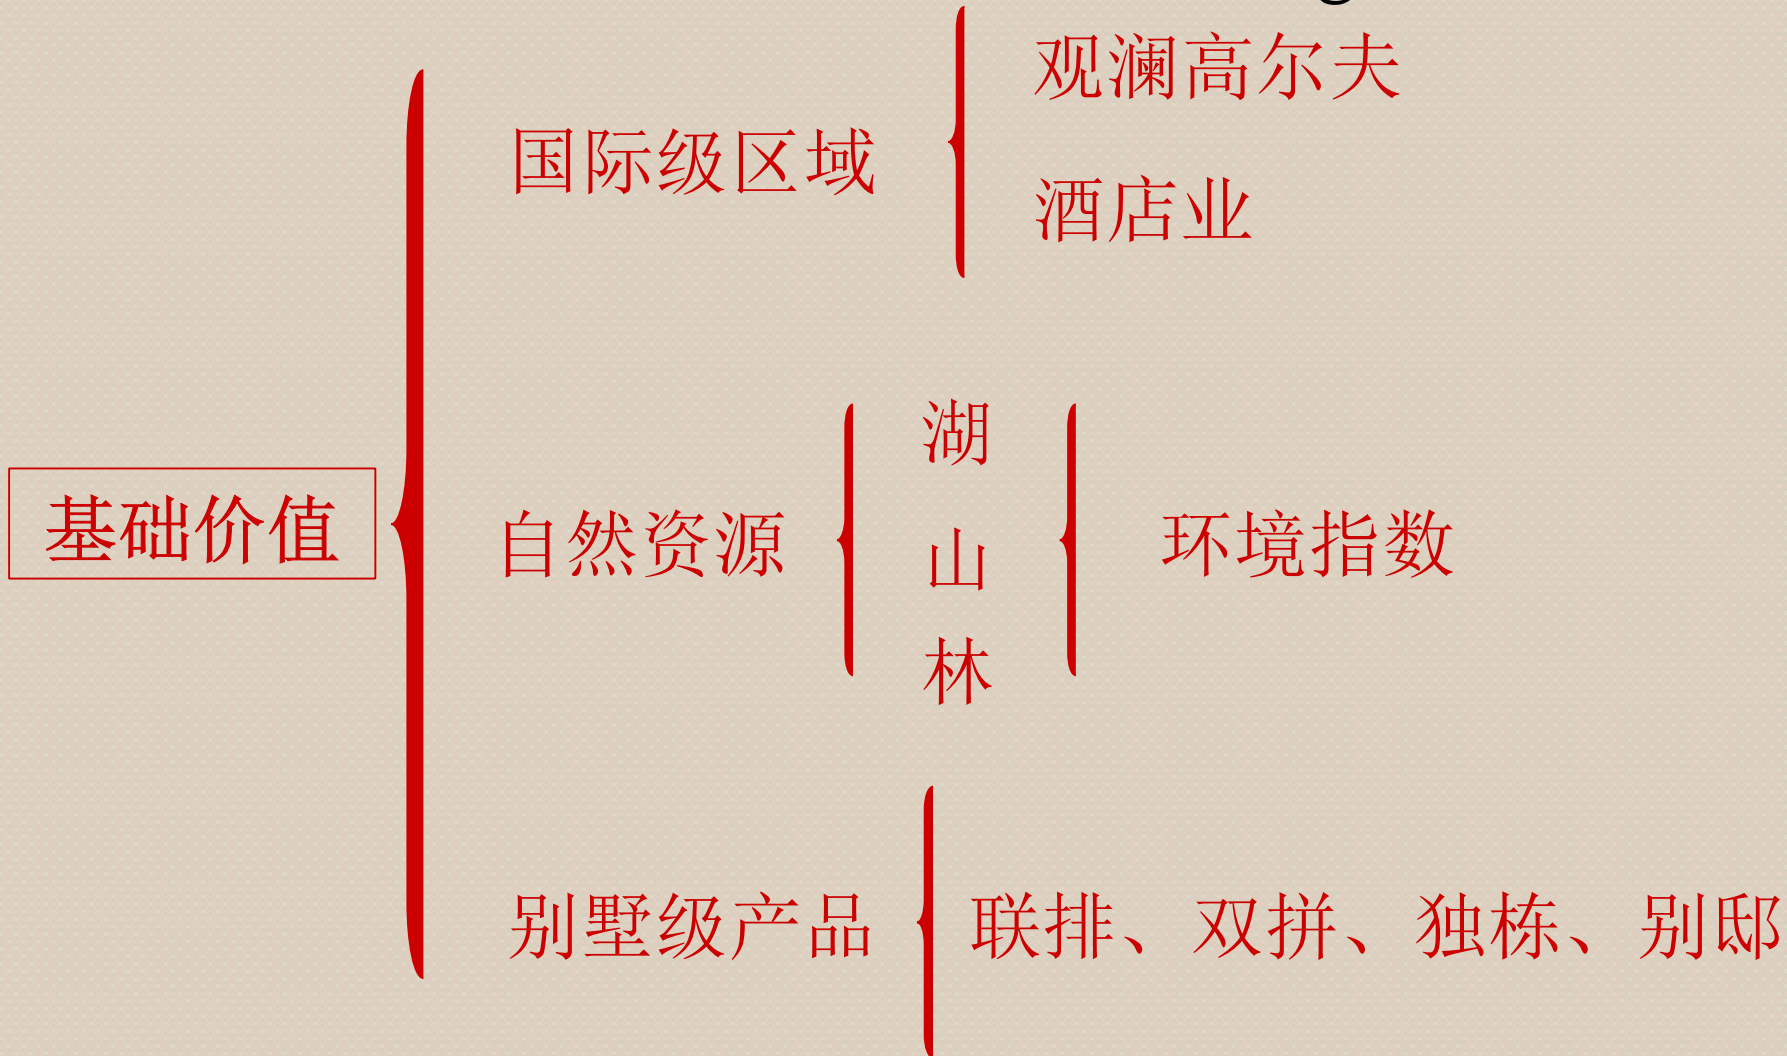 观澜高尔夫
国际级区域
酒店业
湖
基础价值
自然资源
山
环境指数
林
别墅级产品
联排、双拼、独栋、别邸